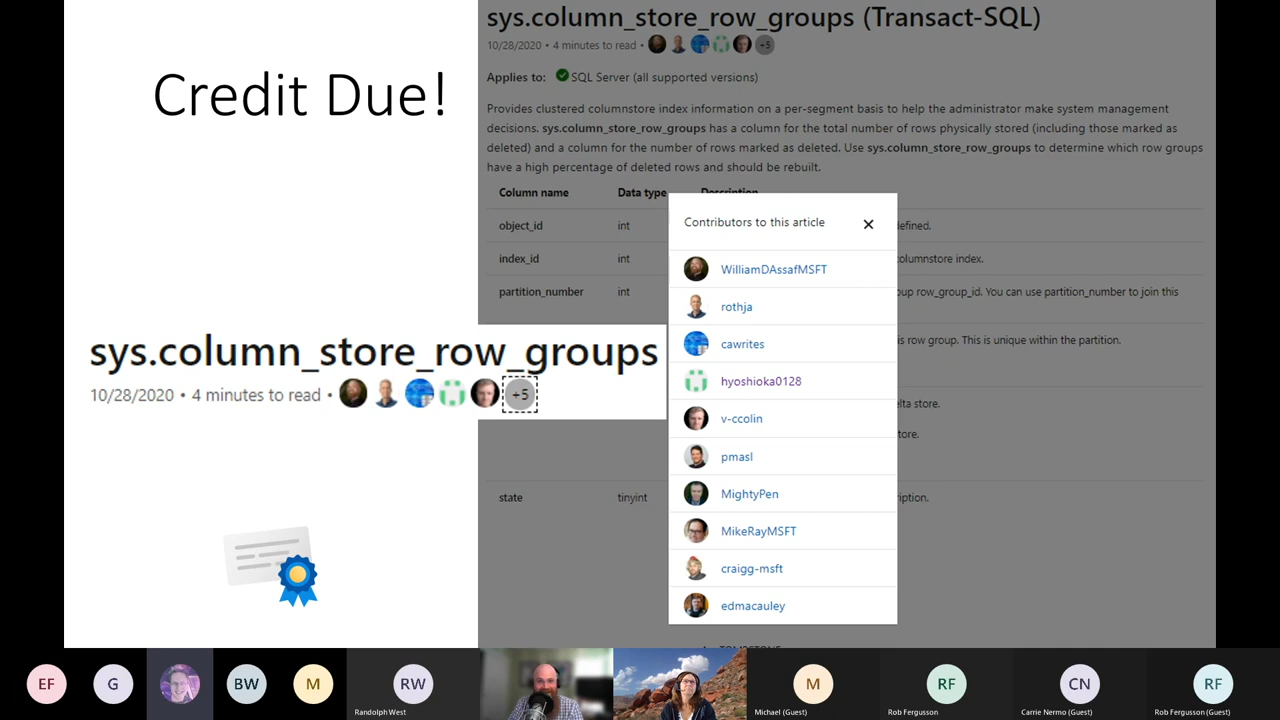 Credit Due!
sys.column_store_row_groups (Transact-SQL)
10/28/2020 • 4 minutes to read • +5
Applies to: SQL Server (all supported versions)
Provides clustered columnstore index information on a per-segment basis to help the administrator make system management
decisions. sys.column_store_row_groups has a column for the total number of rows physically stored (including those marked as
deleted) and a column for the number of rows marked as deleted. Use sys.column_store_row_groups to determine which row groups
have a high percentage of deleted rows and should be rebuilt.
Column name Data type Description
object_id int defined.
index_id int columnstore index.
partition_number int row_group_id. You can use partition_number to join this
row group. This is unique within the partition.
store.
state tinyint
Contributors to this article
WilliamDAssafMSFT
rothja
cawrites
hyoshioka0128
v-ccolin
pmasl
MightyPen
MikeRayMSFT
craigg-msft
edmacauley
sys.column_store_row_groups
10/28/2020 • 4 minutes to read • +5
EF
G
BW
M
RW
Randolph West
M
Michael (Guest)
RF
Rob Fergusson
CN
Carrie Nermo (Guest)
RF
Rob Fergusson (Guest)